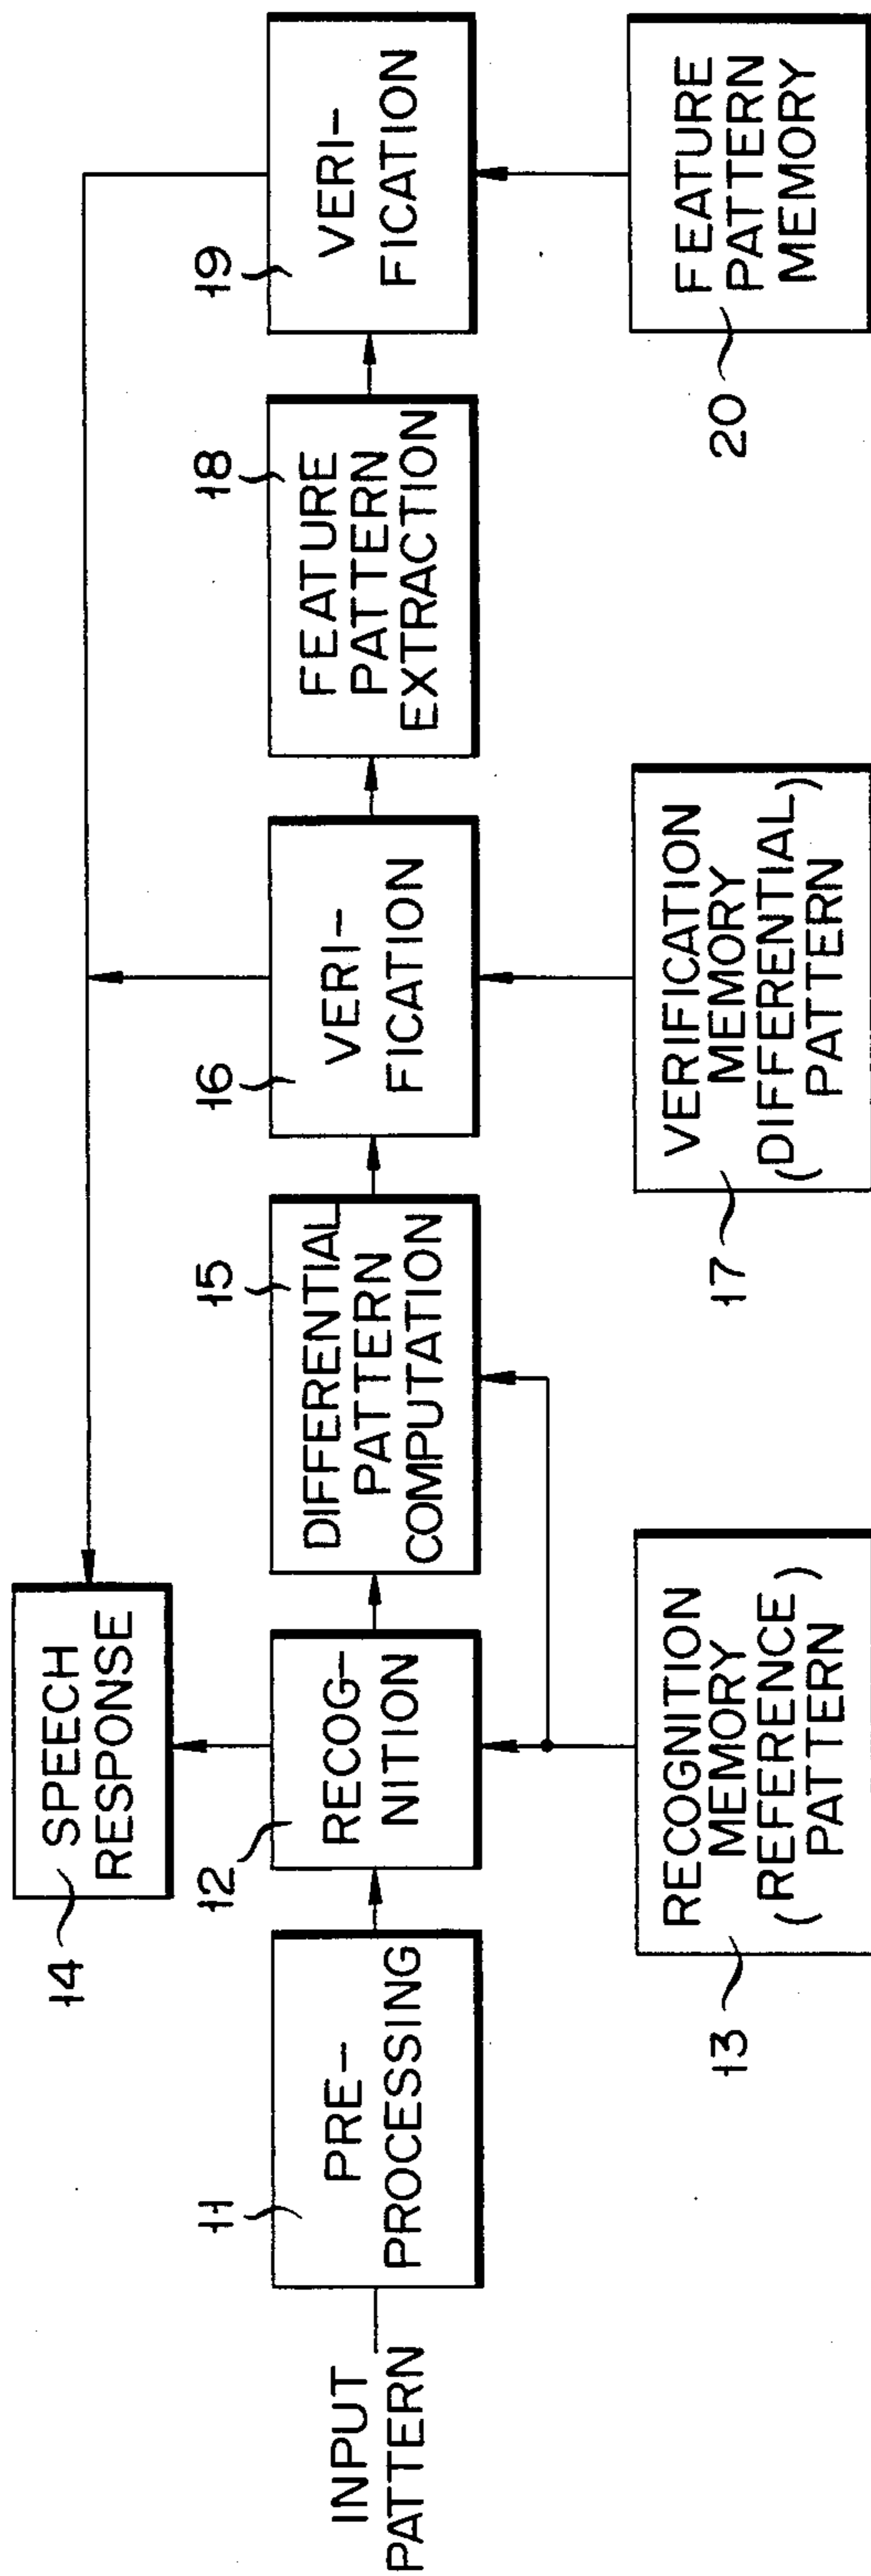 14
SPEECH
RESPONSE
INPUT
PATTERN
11
PRE-
PROCESSING
12
RECOG-
NITION
15
DIFFERENTIAL
PATTERN
COMPUTATION
16
VERI-
FICATION
18
FEATURE
PATTERN
EXTRACTION
19
VERI-
FICATION
13
RECOGNITION
MEMORY
(REFERENCE)
PATTERN
17
VERIFICATION
MEMORY
(DIFFERENTIAL)
PATTERN
20
FEATURE
PATTERN
MEMORY